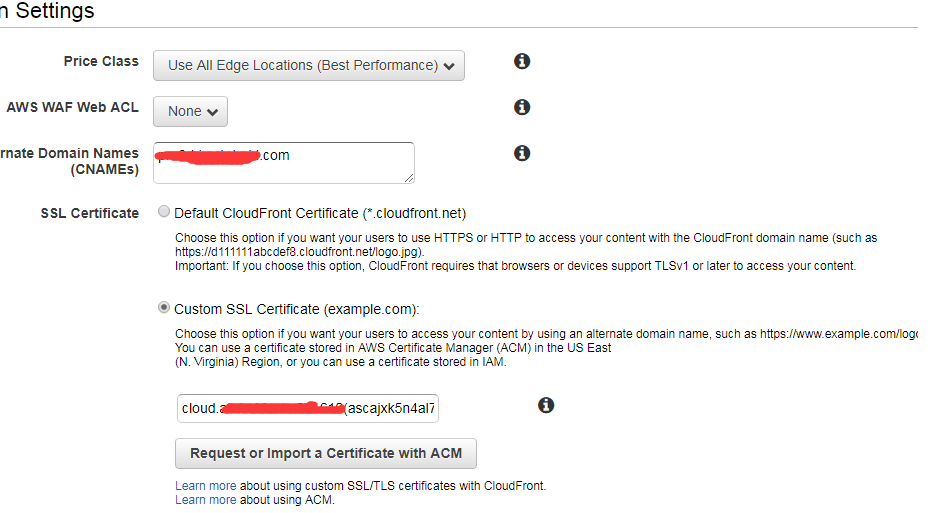 n Settings
Price Class
Use All Edge Locations (Best Performance)
AWS WAF Web ACL
None
rnate Domain Names
(CNAMEs)
.com
SSL Certificate
Default CloudFront Certificate (*.cloudfront.net)
Choose this option if you want your users to use HTTPS or HTTP to access your content with the CloudFront domain name (such as
https://d111111abcdef8.cloudfront.net/logo.jpg).
Important: If you choose this option, CloudFront requires that browsers or devices support TLSv1 or later to access your content.
Custom SSL Certificate (example.com):
Choose this option if you want your users to access your content by using an alternate domain name, such as https://www.example.com/logo
You can use a certificate stored in AWS Certificate Manager (ACM) in the US East
(N. Virginia) Region, or you can use a certificate stored in IAM.
cloud. (ascajxk5n4al7
Request or Import a Certificate with ACM
Learn more about using custom SSL/TLS certificates with CloudFront.
Learn more about using ACM.